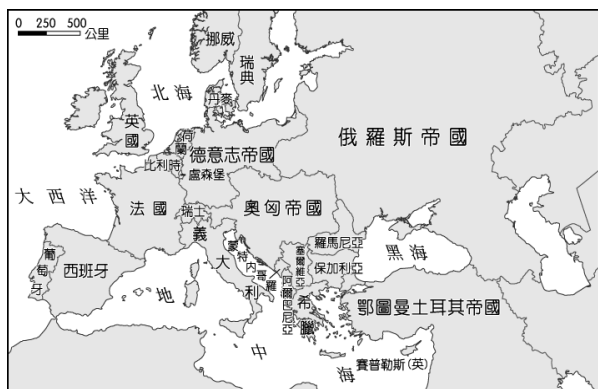 0 250 500 公里
挪威
瑞典
北海
丹麥
英國
荷蘭
俄羅斯帝國
德意志帝國
比利時
盧森堡
大西洋
法國
瑞士
奧匈帝國
義大利
蒙特內哥羅
塞爾維亞
羅馬尼亞
黑海
保加利亞
葡萄牙
西班牙
阿爾巴尼亞
希臘
鄂圖曼土耳其帝國
地中海
賽普勒斯(英)